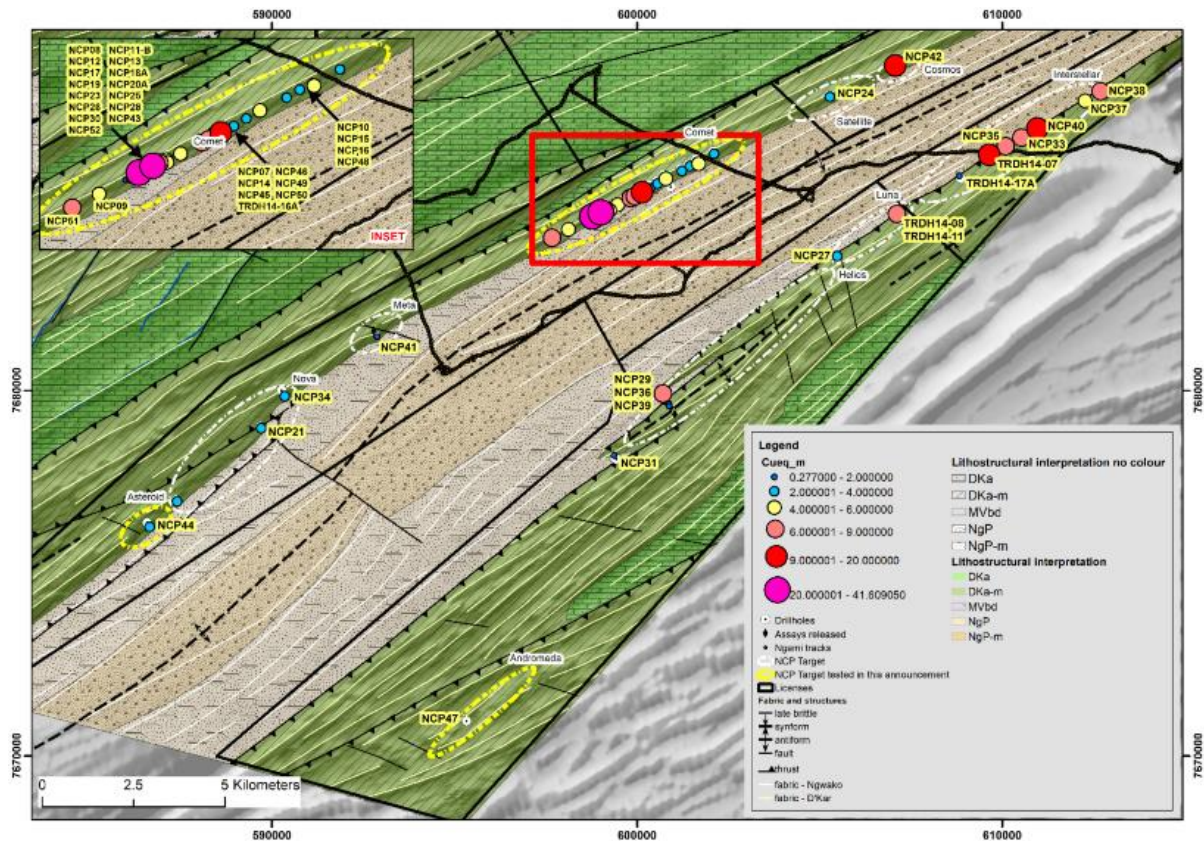 590000
600000
610000
NCP08 NCP11-B
NCP12 NCP13
NCP17 NCP18A
NCP19 NCP20A
NCP23 NCP25
NCP26 NCP28
NCP30 NCP43
NCP52
Comet
NCP10
NCP15
NCP16
NCP48
NCP07 NCP46
NCP14 NCP49
NCP45 NCP50
TRDH14-16A
NCP51
NCP09
INSET
NCP42
Cosmos
NCP24
Satellite
Interstellar
NCP38
NCP37
NCP40
NCP35
NCP33
TRDH14-07
TRDH14-17A
Comet
Luna
TRDH14-08
TRDH14-11
NCP27
Helios
Meta
NCP41
Nova
NCP34
NCP21
NCP29
NCP36
NCP39
NCP31
Asteroid
NCP44
Andromeda
NCP47
7680000
7680000
7670000
7670000
0 2.5 5 Kilometers
590000
600000
610000
Legend
Cueq_m
0.277000 - 2.000000
2.000001 - 4.000000
4.000001 - 6.000000
6.000001 - 9.000000
9.000001 - 20.000000
20.000001 - 41.609050
Drillholes
Assays released
Ngami tracks
NCP Target
NCP Target tested in this announcement
Licenses
Fabric and structures
late brittle
synform
antiform
fault
thrust
fabric - Ngwako
fabric - D'Kar
Lithostructural interpretation no colour
DKa
DKa-m
MVbd
NgP
NgP-m
Lithostructural interpretation
DKa
DKa-m
MVbd
NgP
NgP-m